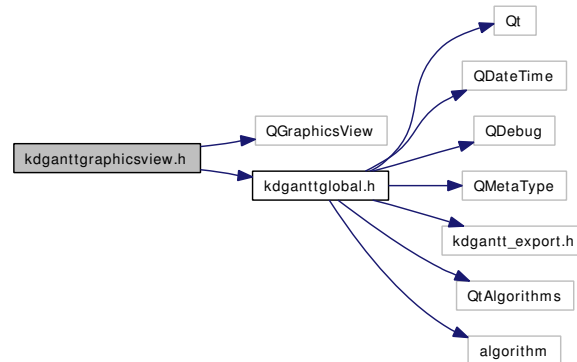 kdganttgraphicsview.h
QGraphicsView
kdganttglobal.h
Qt
QDateTime
QDebug
QMetaType
kdgantt_export.h
QtAlgorithms
algorithm